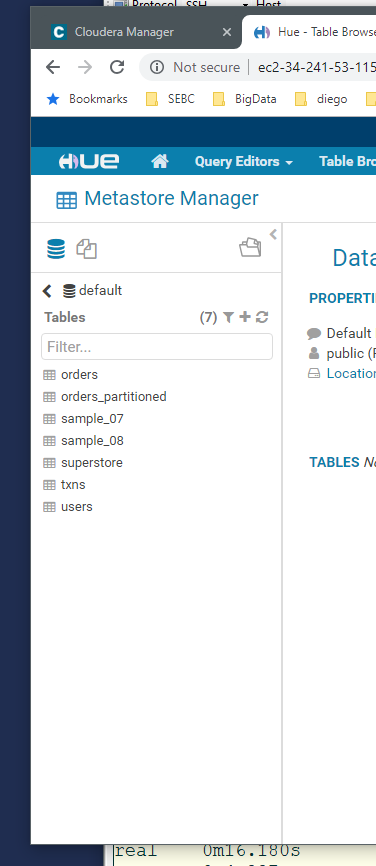 Protocol SSH Host
Cloudera Manager
Hue - Table Browse
Not secure | ec2-34-241-53-115
Bookmarks SEBC BigData diego
HUE Query Editors Table Bro
Metastore Manager
Data
default
Tables (7)
Filter...
orders
orders_partitioned
sample_07
sample_08
superstore
txns
users
PROPERTI
Default
public (
Location
TABLES No
real 0m16.180s